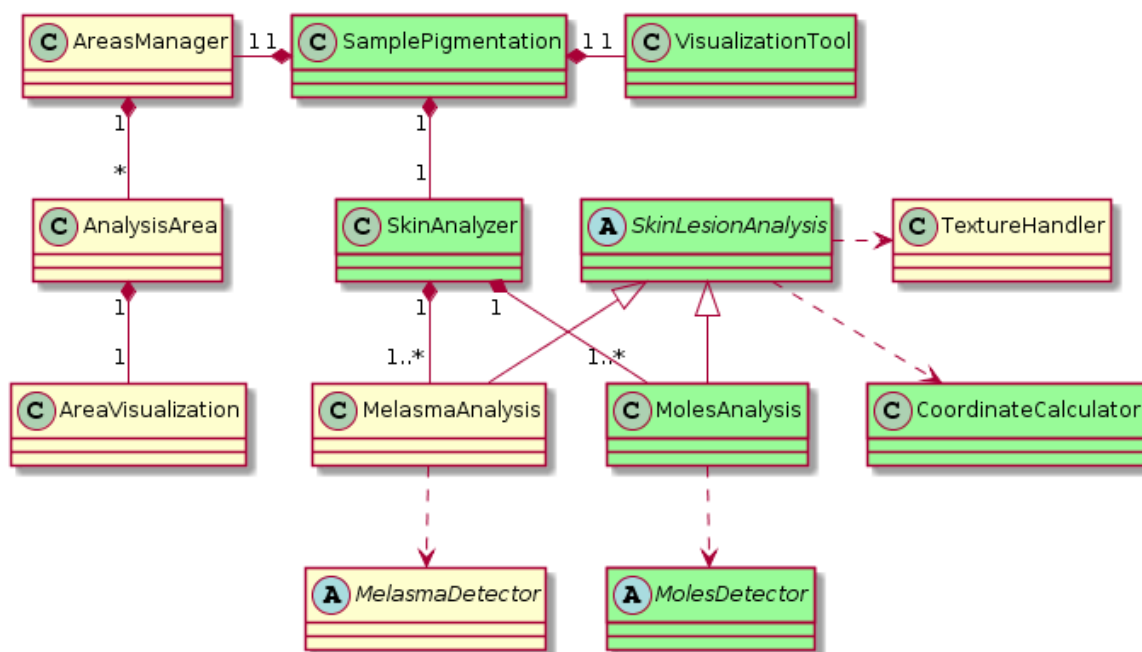 C AreasManager 1 1 C SamplePigmentation 1 1 C VisualizationTool
1 1
* 1
C AnalysisArea C SkinAnalyzer A SkinLesionAnalysis C TextureHandler
1 1 1
1 1..* 1..*
C AreaVisualization C MelasmaAnalysis C MolesAnalysis C CoordinateCalculator
A MelasmaDetector A MolesDetector